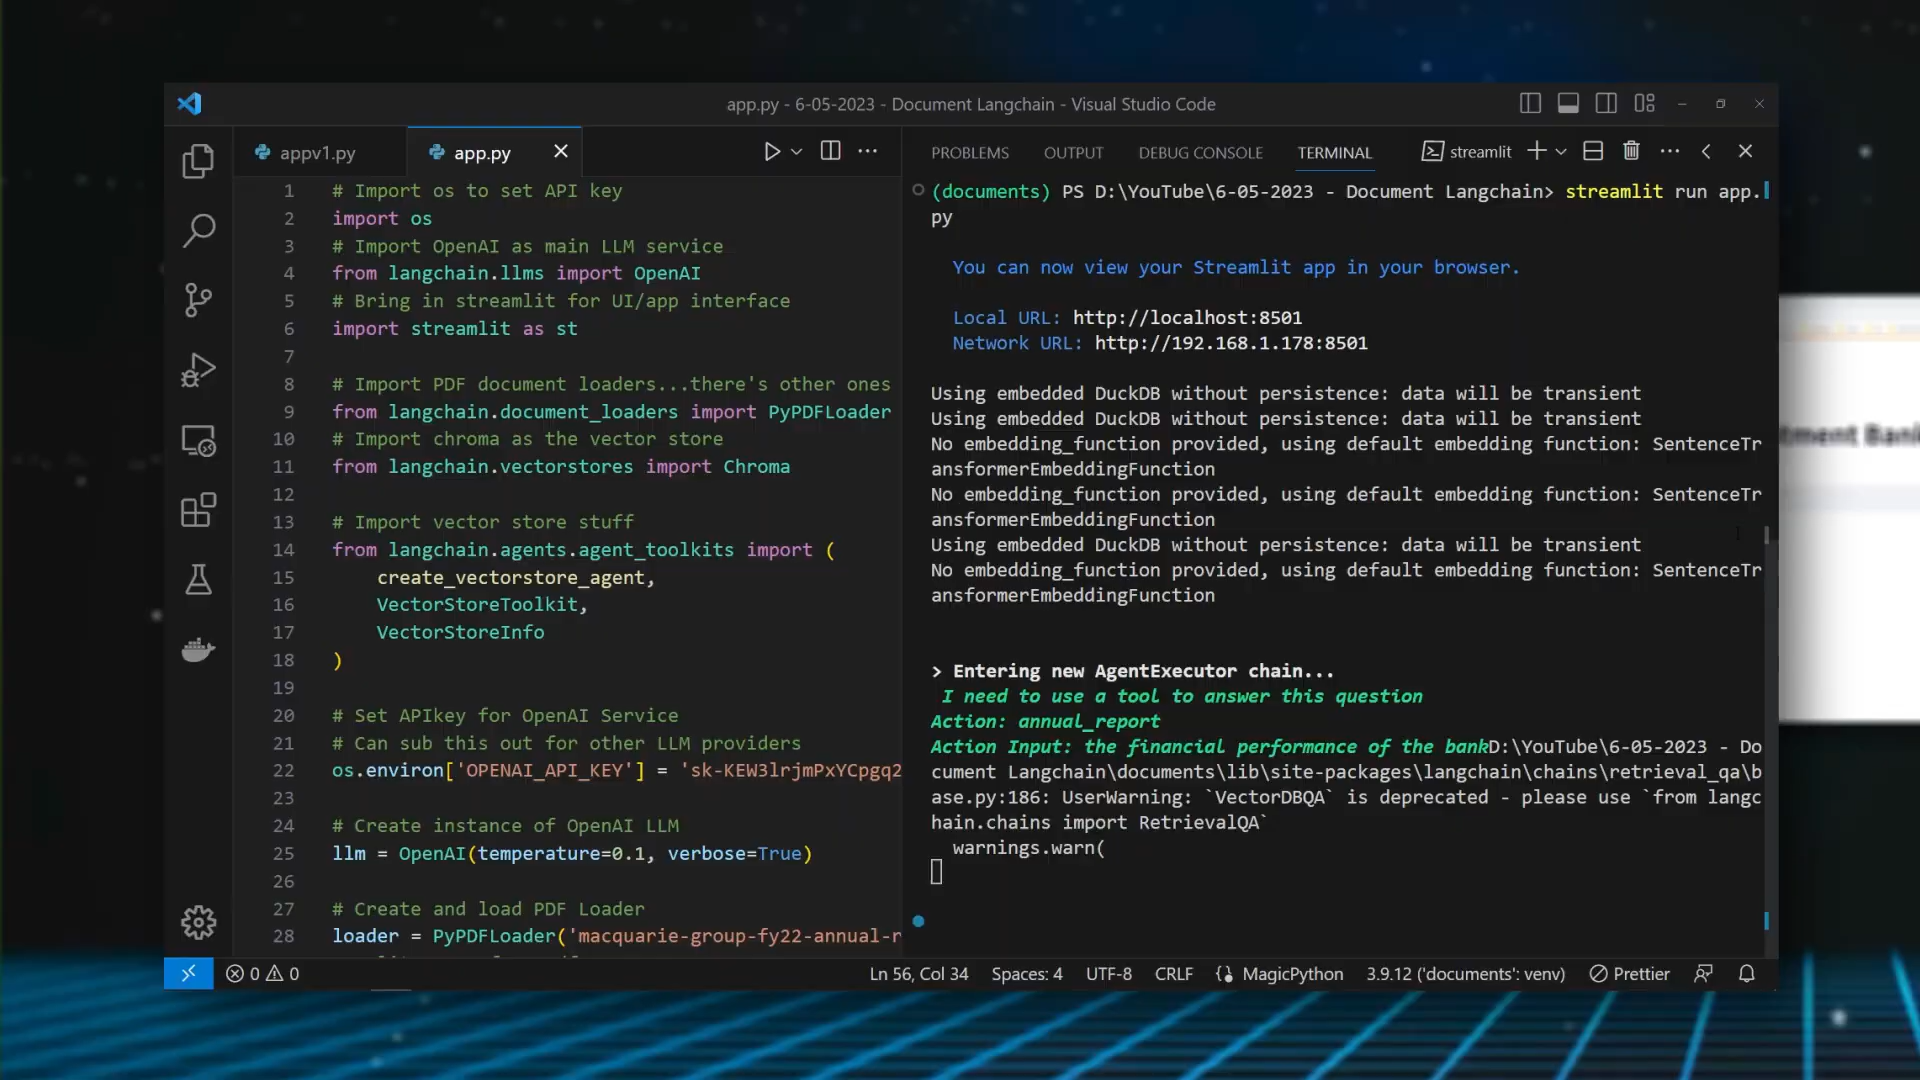 app.py - 6-05-2023 - Document Langchain - Visual Studio Code
appv1.py
app.py
1 # Import os to set API key
2 import os
3 # Import OpenAI as main LLM service
4 from langchain.llms import OpenAI
5 # Bring in streamlit for UI/app interface
6 import streamlit as st
7
8 # Import PDF document loaders...there's other ones
9 from langchain.document_loaders import PyPDFLoader
10 # Import chroma as the vector store
11 from langchain.vectorstores import Chroma
12
13 # Import vector store stuff
14 from langchain.agents.agent_toolkits import (
15 create_vectorstore_agent,
16 VectorStoreToolkit,
17 VectorStoreInfo
18 )
19
20 # Set APIkey for OpenAI Service
21 # Can sub this out for other LLM providers
22 os.environ['OPENAI_API_KEY'] = 'sk-KEW3lrjmPxYCpgq2
23
24 # Create instance of OpenAI LLM
25 llm = OpenAI(temperature=0.1, verbose=True)
26
27 # Create and load PDF Loader
28 loader = PyPDFLoader('macquarie-group-fy22-annual-r
PROBLEMS OUTPUT DEBUG CONSOLE TERMINAL streamlit
(documents) PS D:\YouTube\6-05-2023 - Document Langchain> streamlit run app.
py
You can now view your Streamlit app in your browser.
Local URL: http://localhost:8501
Network URL: http://192.168.1.178:8501
Using embedded DuckDB without persistence: data will be transient
Using embedded DuckDB without persistence: data will be transient
No embedding_function provided, using default embedding function: SentenceTr
ansformerEmbeddingFunction
No embedding_function provided, using default embedding function: SentenceTr
ansformerEmbeddingFunction
Using embedded DuckDB without persistence: data will be transient
No embedding_function provided, using default embedding function: SentenceTr
ansformerEmbeddingFunction
> Entering new AgentExecutor chain...
I need to use a tool to answer this question
Action: annual_report
Action Input: the financial performance of the bankD:\YouTube\6-05-2023 - Do
cument Langchain\documents\lib\site-packages\langchain\chains\retrieval_qa\b
ase.py:186: UserWarning: `VectorDBQA` is deprecated - please use `from langc
hain.chains import RetrievalQA`
warnings.warn(
tment Bank
0 0 Ln 56, Col 34 Spaces: 4 UTF-8 CRLF MagicPython 3.9.12 ('documents': venv) Prettier